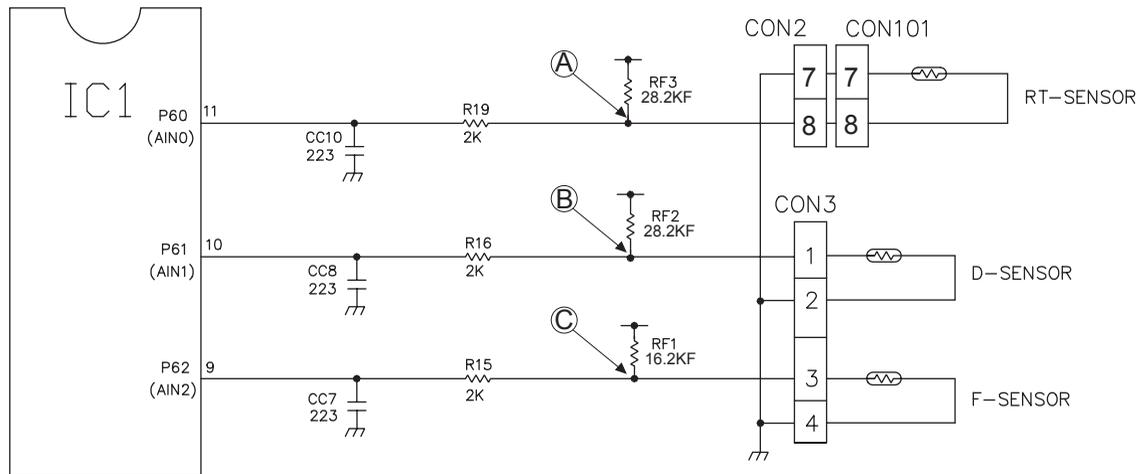 IC1
CON2
CON101
A
RF3
28.2KF
7
7
RT-SENSOR
P60
(AIN0)
11
R19
2K
8
8
CC10
223
B
RF2
28.2KF
CON3
P61
(AIN1)
10
R16
2K
1
D-SENSOR
CC8
223
2
C
RF1
16.2KF
P62
(AIN2)
9
R15
2K
3
F-SENSOR
CC7
223
4